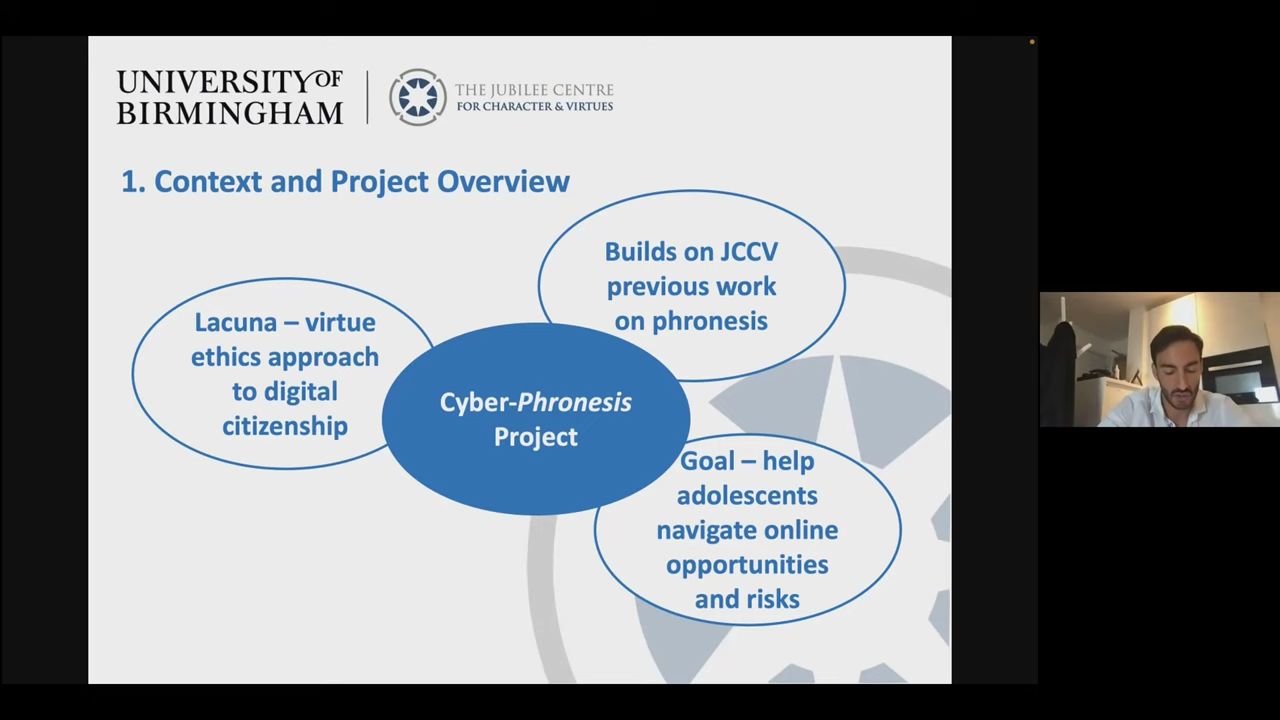 UNIVERSITY OF
BIRMINGHAM
THE JUBILEE CENTRE
FOR CHARACTER & VIRTUES
1. Context and Project Overview
Builds on JCCV
previous work
on phronesis
Lacuna – virtue
ethics approach
to digital
citizenship
Cyber-Phronesis
Project
Goal – help
adolescents
navigate online
opportunities
and risks